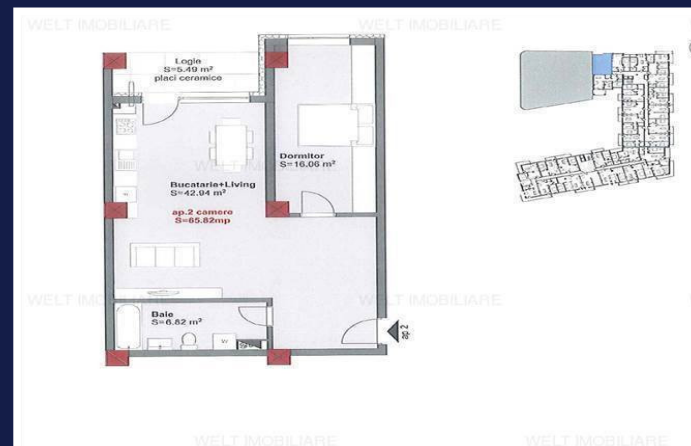 WELT IMOBILIARE
WELT IMOBILIARE
Logie
S=5.49 m²
placi ceramice
Dormitor
S=16.06 m²
Bucataria+Living
S=42.94 m²
ap.2 camere
S=65.82mp
WELT IMOBILIARE
WELT IMOBILIARE
Baie
S=6.82 m²
W
ap 2
WELT IMOBILIARE
WELT IMOBILIARE